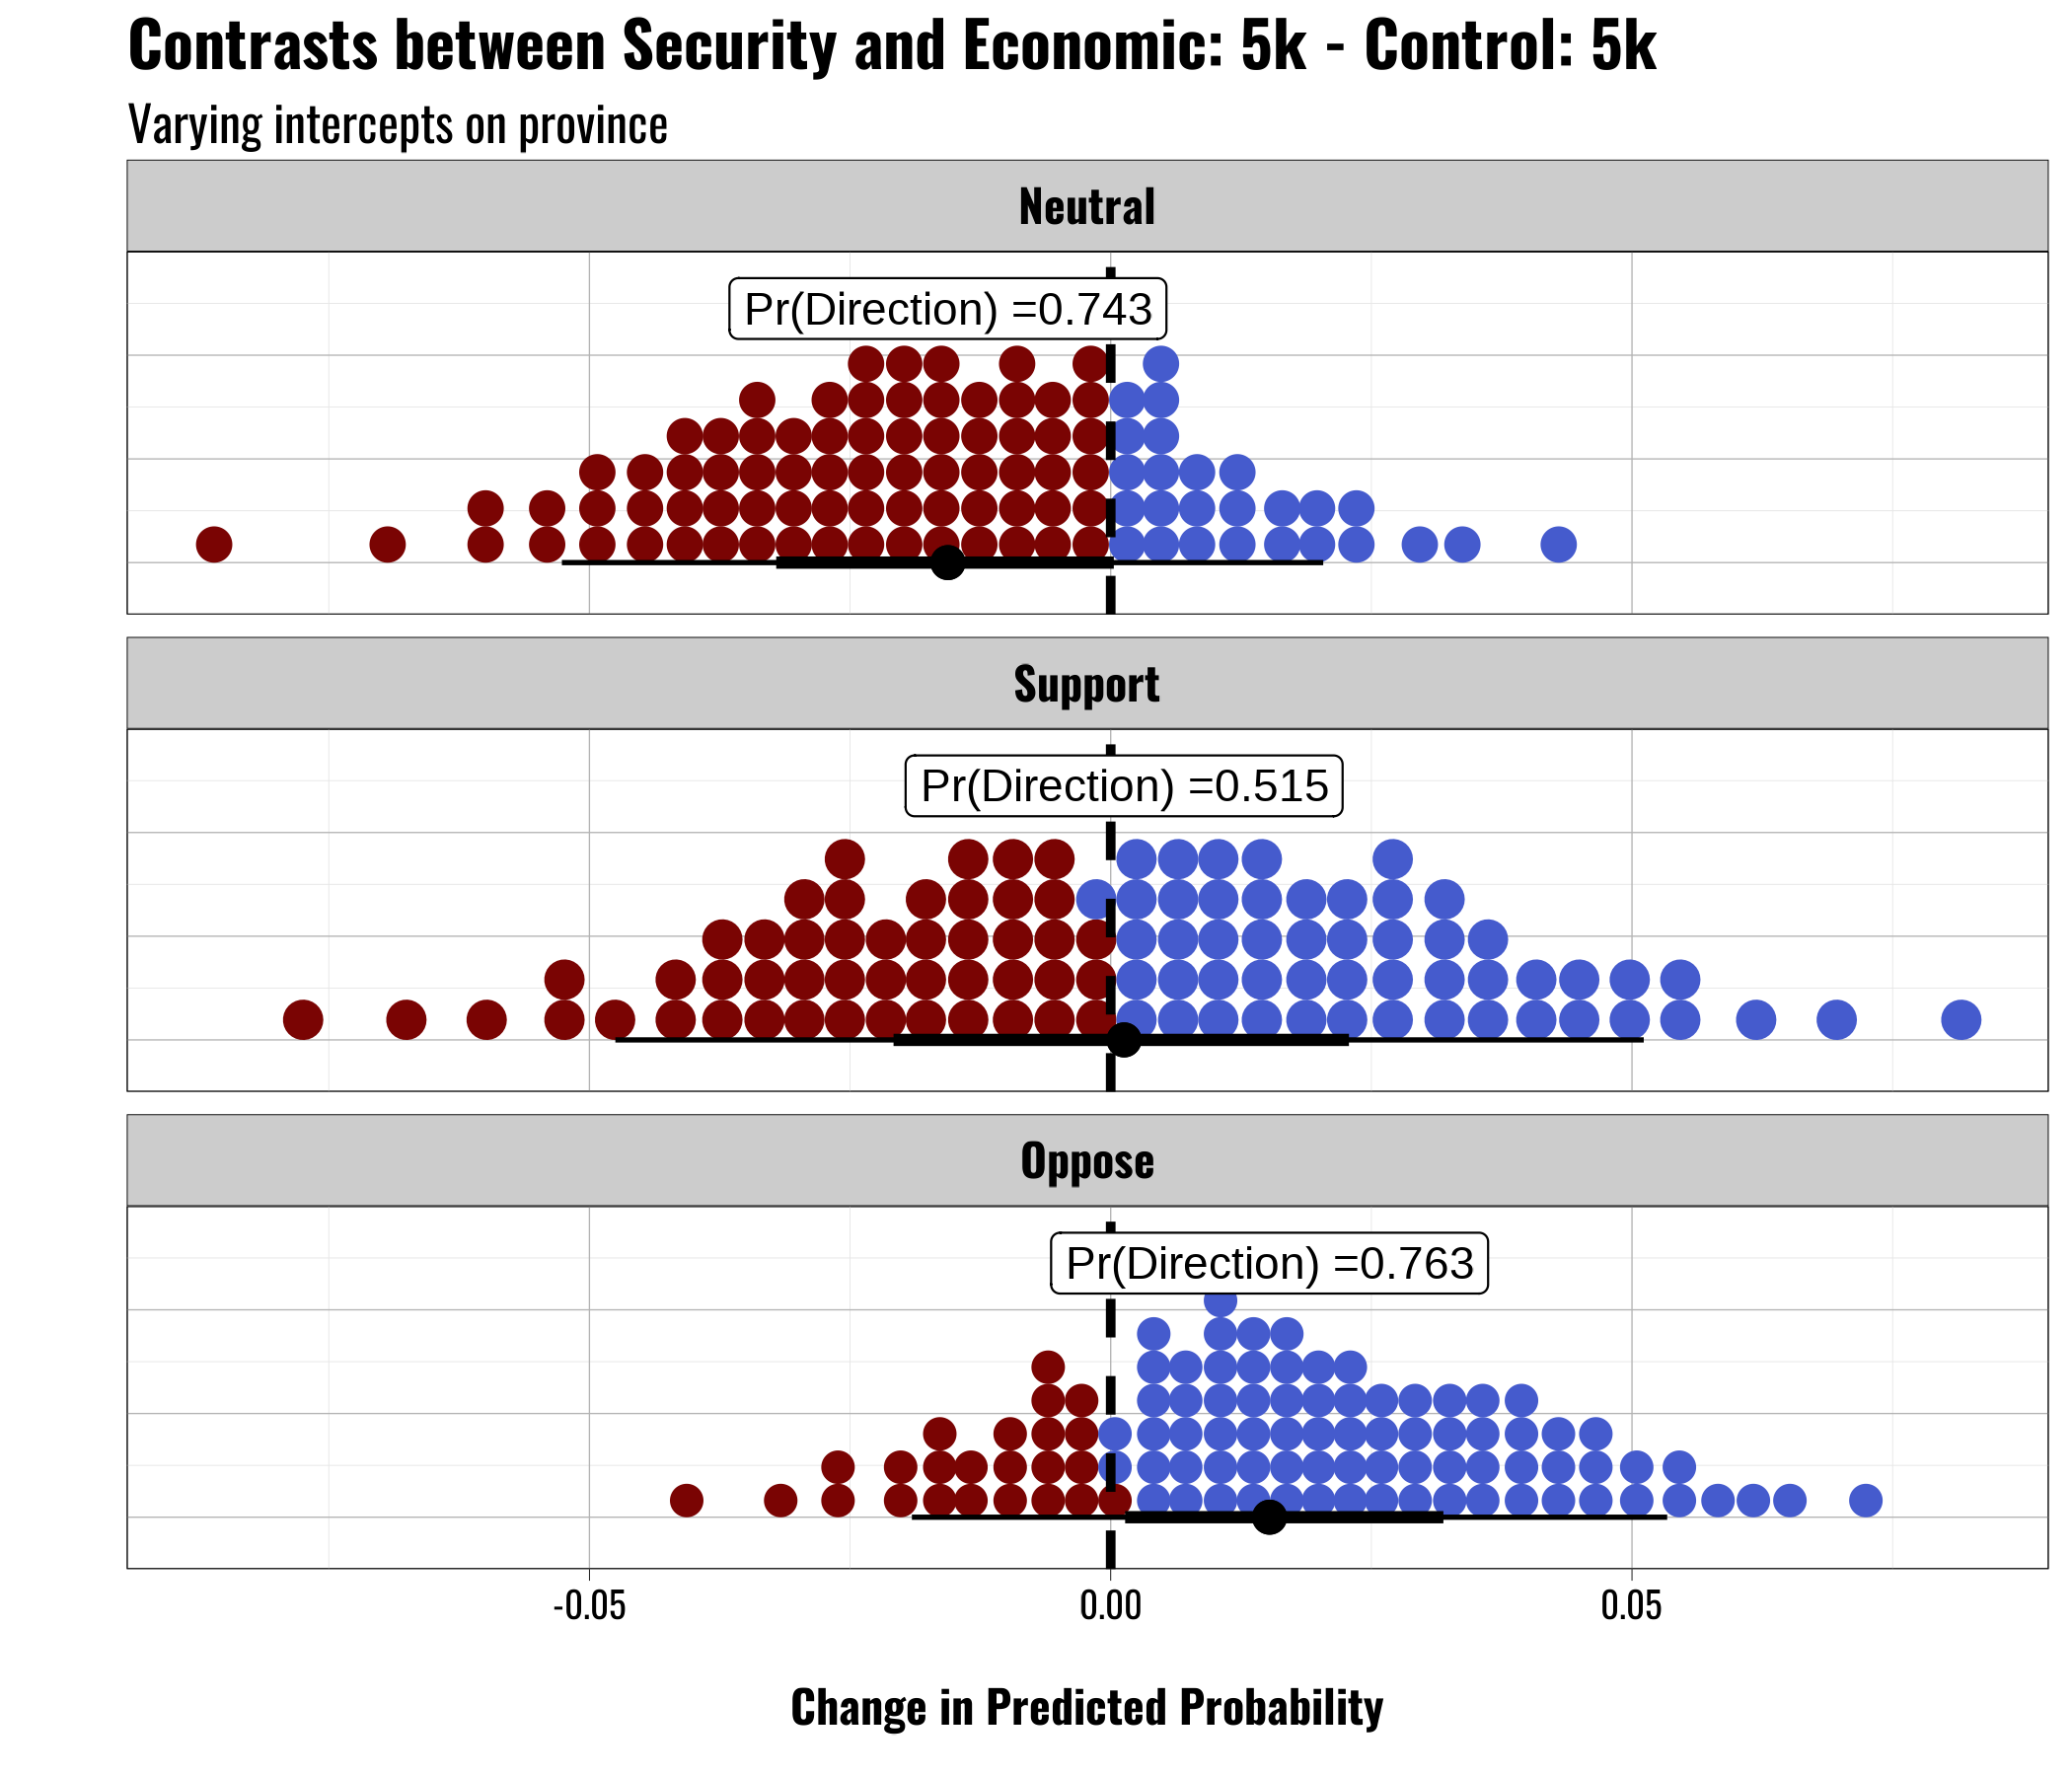 Contrasts between Security and Economic: 5k - Control: 5k
Varying intercepts on province
Neutral
Pr(Direction) =0.743
Support
Pr(Direction) =0.515
Oppose
Pr(Direction) =0.763
-0.05 0.00 0.05
Change in Predicted Probability